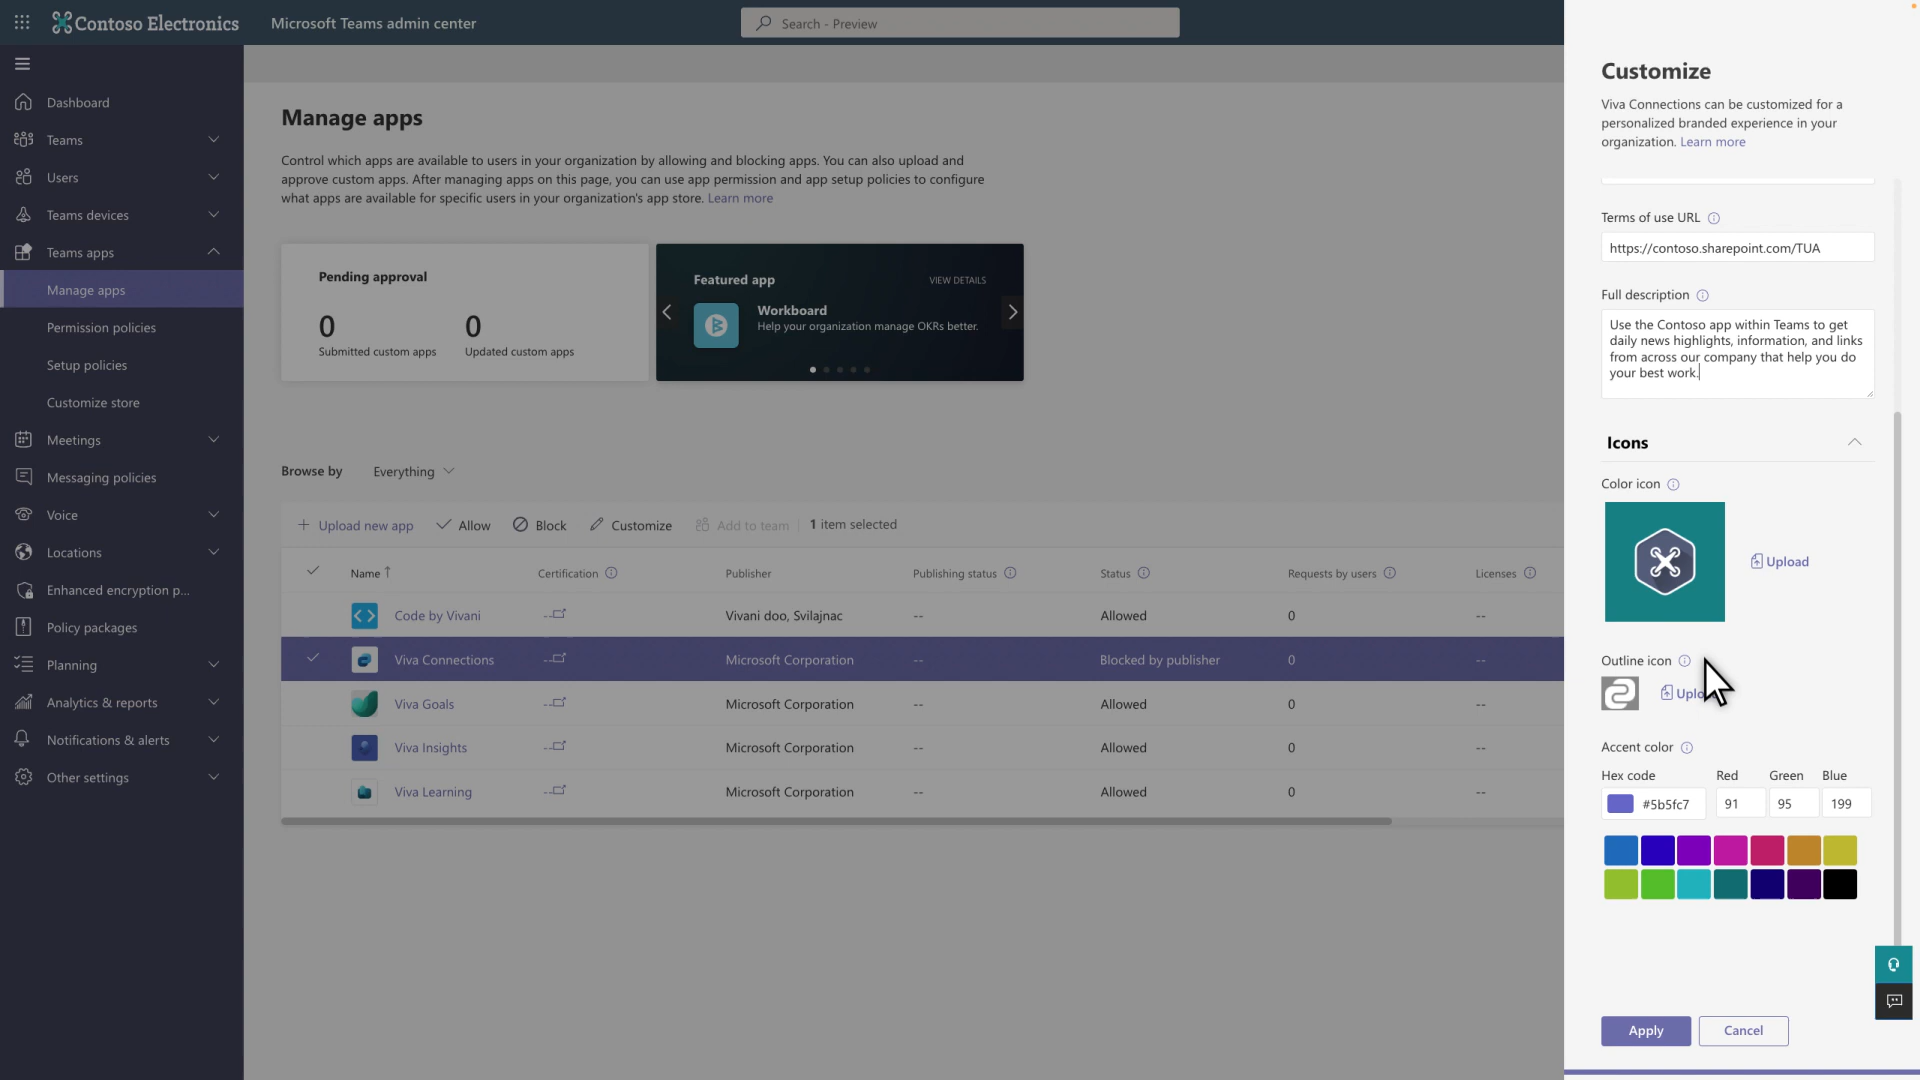 Contoso Electronics
Microsoft Teams admin center
Search - Preview
Dashboard
Teams
Users
Teams devices
Teams apps
Manage apps
Permission policies
Setup policies
Customize store
Meetings
Messaging policies
Voice
Locations
Enhanced encryption p...
Policy packages
Planning
Analytics & reports
Notifications & alerts
Other settings
Manage apps
Control which apps are available to users in your organization by allowing and blocking apps. You can also upload and
approve custom apps. After managing apps on this page, you can use app permission and app setup policies to configure
what apps are available for specific users in your organization's app store. Learn more
Pending approval
0 0
Submitted custom apps Updated custom apps
Featured app VIEW DETAILS
Workboard
Help your organization manage OKRs better.
Browse by Everything
Upload new app Allow Block Customize Add to team 1 item selected
Name Certification Publisher Publishing status Status Requests by users Licenses
Code by Vivani -- Vivani doo, Svilajnac -- Allowed 0 --
Viva Connections -- Microsoft Corporation -- Blocked by publisher 0 --
Viva Goals -- Microsoft Corporation -- Allowed 0 --
Viva Insights -- Microsoft Corporation -- Allowed 0 --
Viva Learning -- Microsoft Corporation -- Allowed 0 --
Customize
Viva Connections can be customized for a
personalized branded experience in your
organization. Learn more
Terms of use URL
https://contoso.sharepoint.com/TUA
Full description
Use the Contoso app within Teams to get
daily news highlights, information, and links
from across our company that help you do
your best work.
Icons
Color icon
Upload
Outline icon
Accent color
Hex code Red Green Blue
#5b5fc7 91 95 199
Apply Cancel